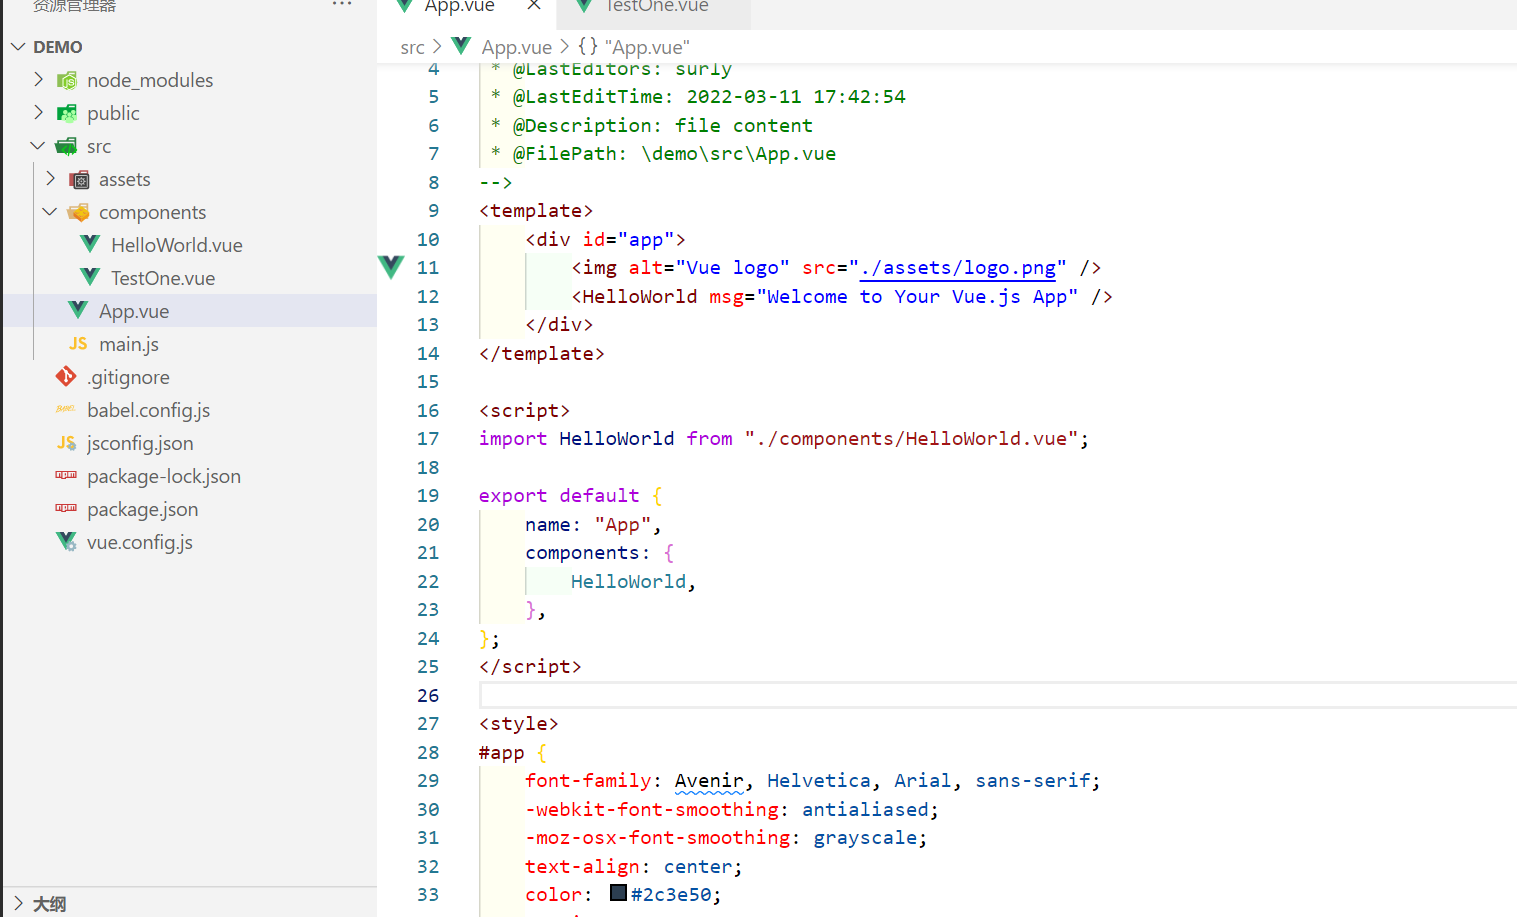 资源管理器 ···
DEMO
node_modules
public
src
assets
components
HelloWorld.vue
TestOne.vue
App.vue
JS main.js
.gitignore
BABEL babel.config.js
JS jsconfig.json
npm package-lock.json
npm package.json
vue.config.js
大纲
App.vue × TestOne.vue
src > App.vue > {} "App.vue"
4 * @LastEditors: surly
5 * @LastEditTime: 2022-03-11 17:42:54
6 * @Description: file content
7 * @FilePath: \demo\src\App.vue
8 -->
9 <template>
10 <div id="app">
11 <img alt="Vue logo" src="./assets/logo.png" />
12 <HelloWorld msg="Welcome to Your Vue.js App" />
13 </div>
14 </template>
15
16 <script>
17 import HelloWorld from "./components/HelloWorld.vue";
18
19 export default {
20 name: "App",
21 components: {
22 HelloWorld,
23 },
24 };
25 </script>
26
27 <style>
28 #app {
29 font-family: Avenir, Helvetica, Arial, sans-serif;
30 -webkit-font-smoothing: antialiased;
31 -moz-osx-font-smoothing: grayscale;
32 text-align: center;
33 color: #2c3e50;